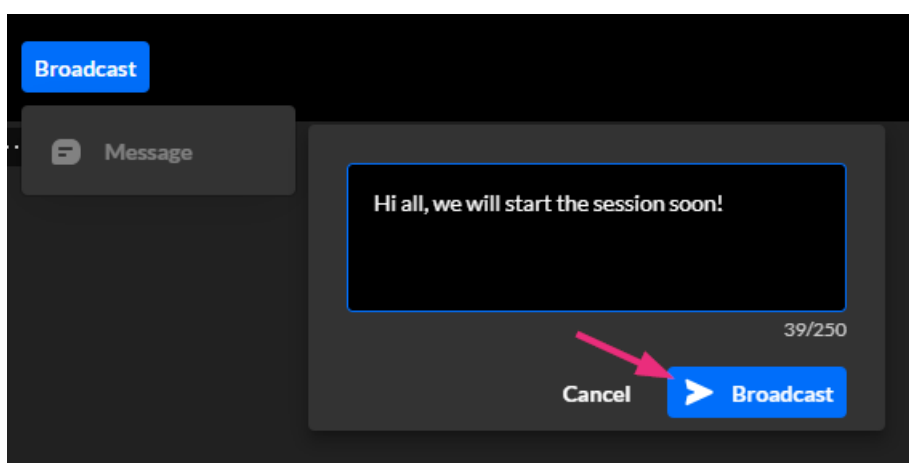 Broadcast
Message
Hi all, we will start the session soon!
39/250
Cancel
Broadcast